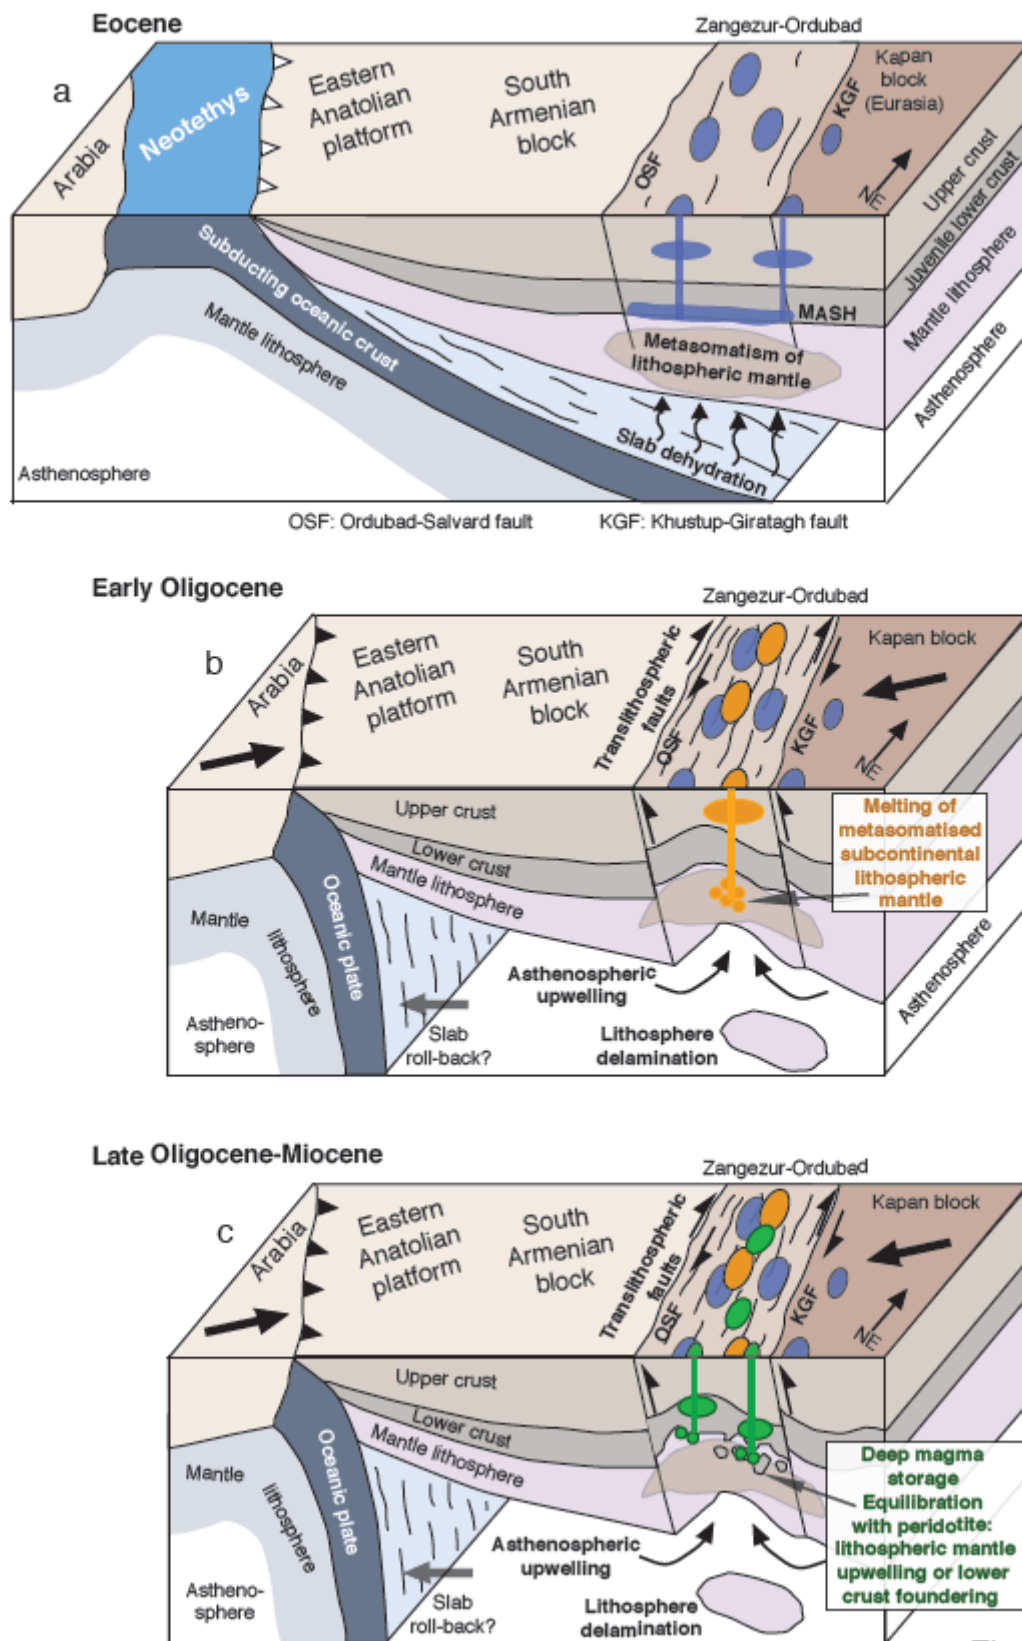 Eocene
Zangezur-Ordubad
a
Arabia
Neotethys
Eastern
Anatolian
platform
South
Armenian
block
OSF
KGF
Kapan
block
(Eurasia)
NE
Upper crust
Juvenile lower crust
Mantle lithosphere
Asthenosphere
Subducting oceanic crust
Mantle lithosphere
MASH
Metasomatism of
lithospheric mantle
Slab dehydration
Asthenosphere
OSF: Ordubad-Salvard fault
KGF: Khustup-Giratagh fault
Early Oligocene
Zangezur-Ordubad
b
Arabia
Eastern
Anatolian
platform
South
Armenian
block
Translithospheric
faults
OSF
KGF
Kapan block
NE
Upper crust
Lower crust
Mantle lithosphere
Melting of
metasomatised
subcontinental
lithospheric
mantle
Mantle
lithosphere
Oceanic plate
Astheno-
sphere
Slab
roll-back?
Asthenospheric
upwelling
Lithosphere
delamination
Asthenosphere
Late Oligocene-Miocene
Zangezur-Ordubad
c
Arabia
Eastern
Anatolian
platform
South
Armenian
block
Translithospheric
faults
OSF
KGF
Kapan block
NE
Upper crust
Lower crust
Mantle lithosphere
Mantle
lithosphere
Oceanic plate
Astheno-
sphere
Slab
roll-back?
Asthenospheric
upwelling
Lithosphere
delamination
Deep magma
storage
Equilibration
with peridotite:
lithospheric mantle
upwelling or lower
crust foundering